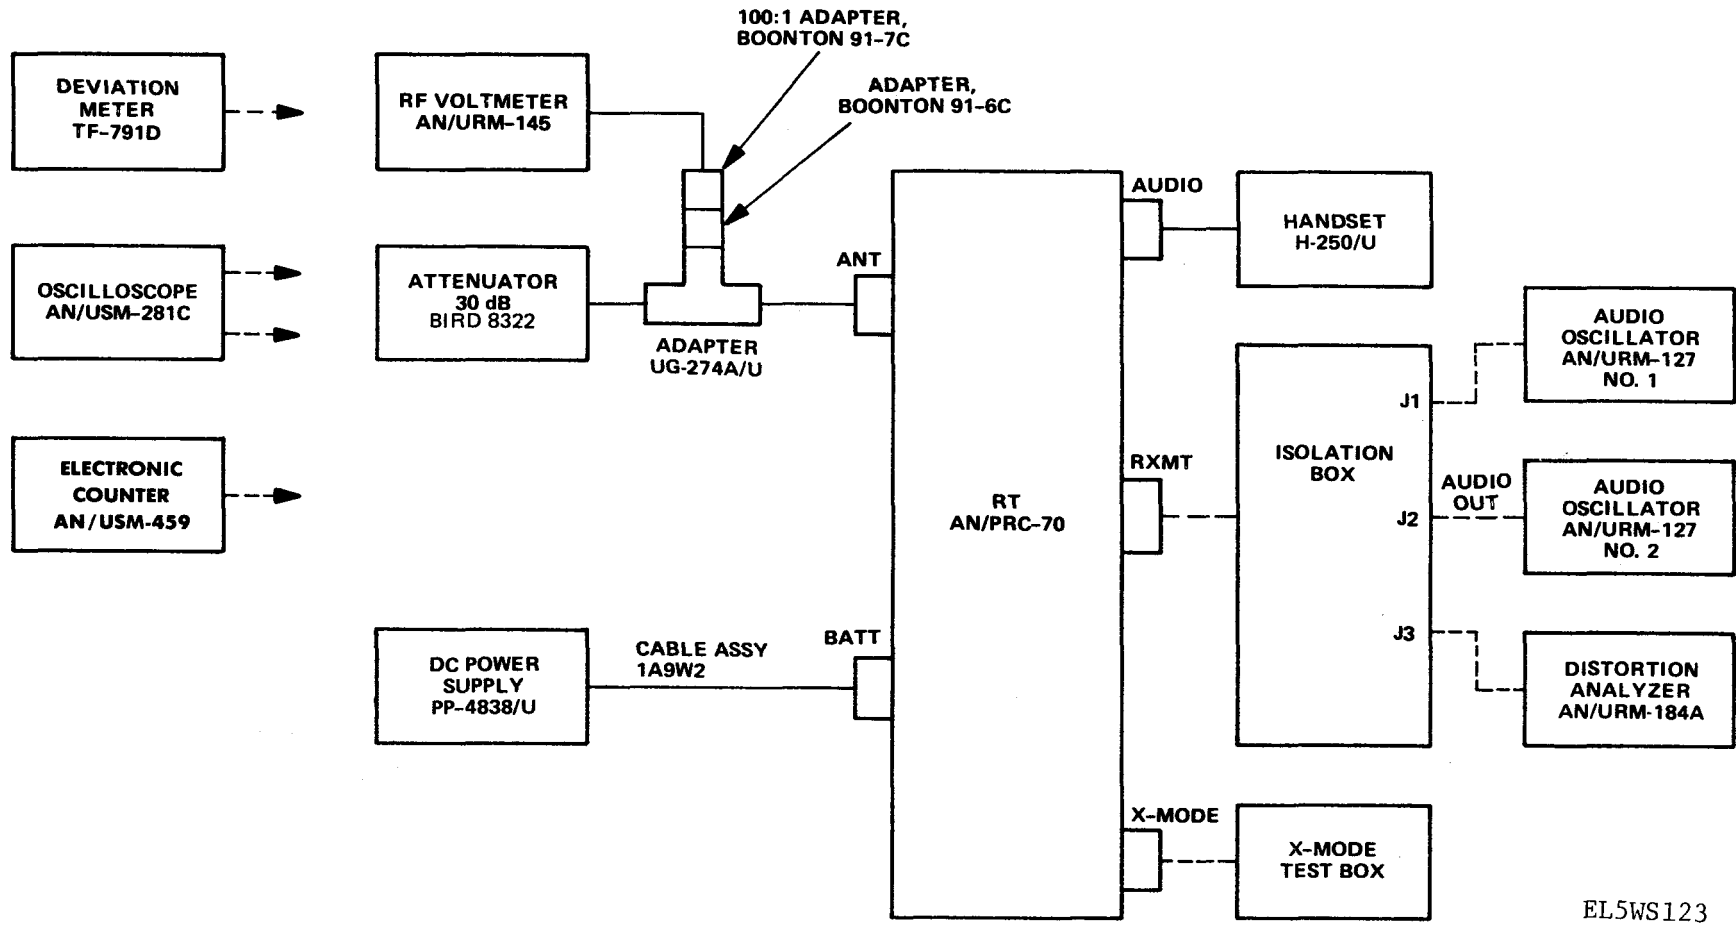 100:1 ADAPTER,
BOONTON 91-7C
ADAPTER,
BOONTON 91-6C
DEVIATION
METER
TF-791D
RF VOLTMETER
AN/URM-145
AUDIO
HANDSET
H-250/U
ANT
OSCILLOSCOPE
AN/USM-281C
ATTENUATOR
30 dB
BIRD 8322
ADAPTER
UG-274A/U
AUDIO
OSCILLATOR
AN/URM-127
NO. 1
J1
ELECTRONIC
COUNTER
AN/USM-459
RT
AN/PRC-70
RXMT
ISOLATION
BOX
J2
AUDIO
OUT
AUDIO
OSCILLATOR
AN/URM-127
NO. 2
J3
DC POWER
SUPPLY
PP-4838/U
CABLE ASSY
1A9W2
BATT
DISTORTION
ANALYZER
AN/URM-184A
X-MODE
X-MODE
TEST BOX
EL5WS123